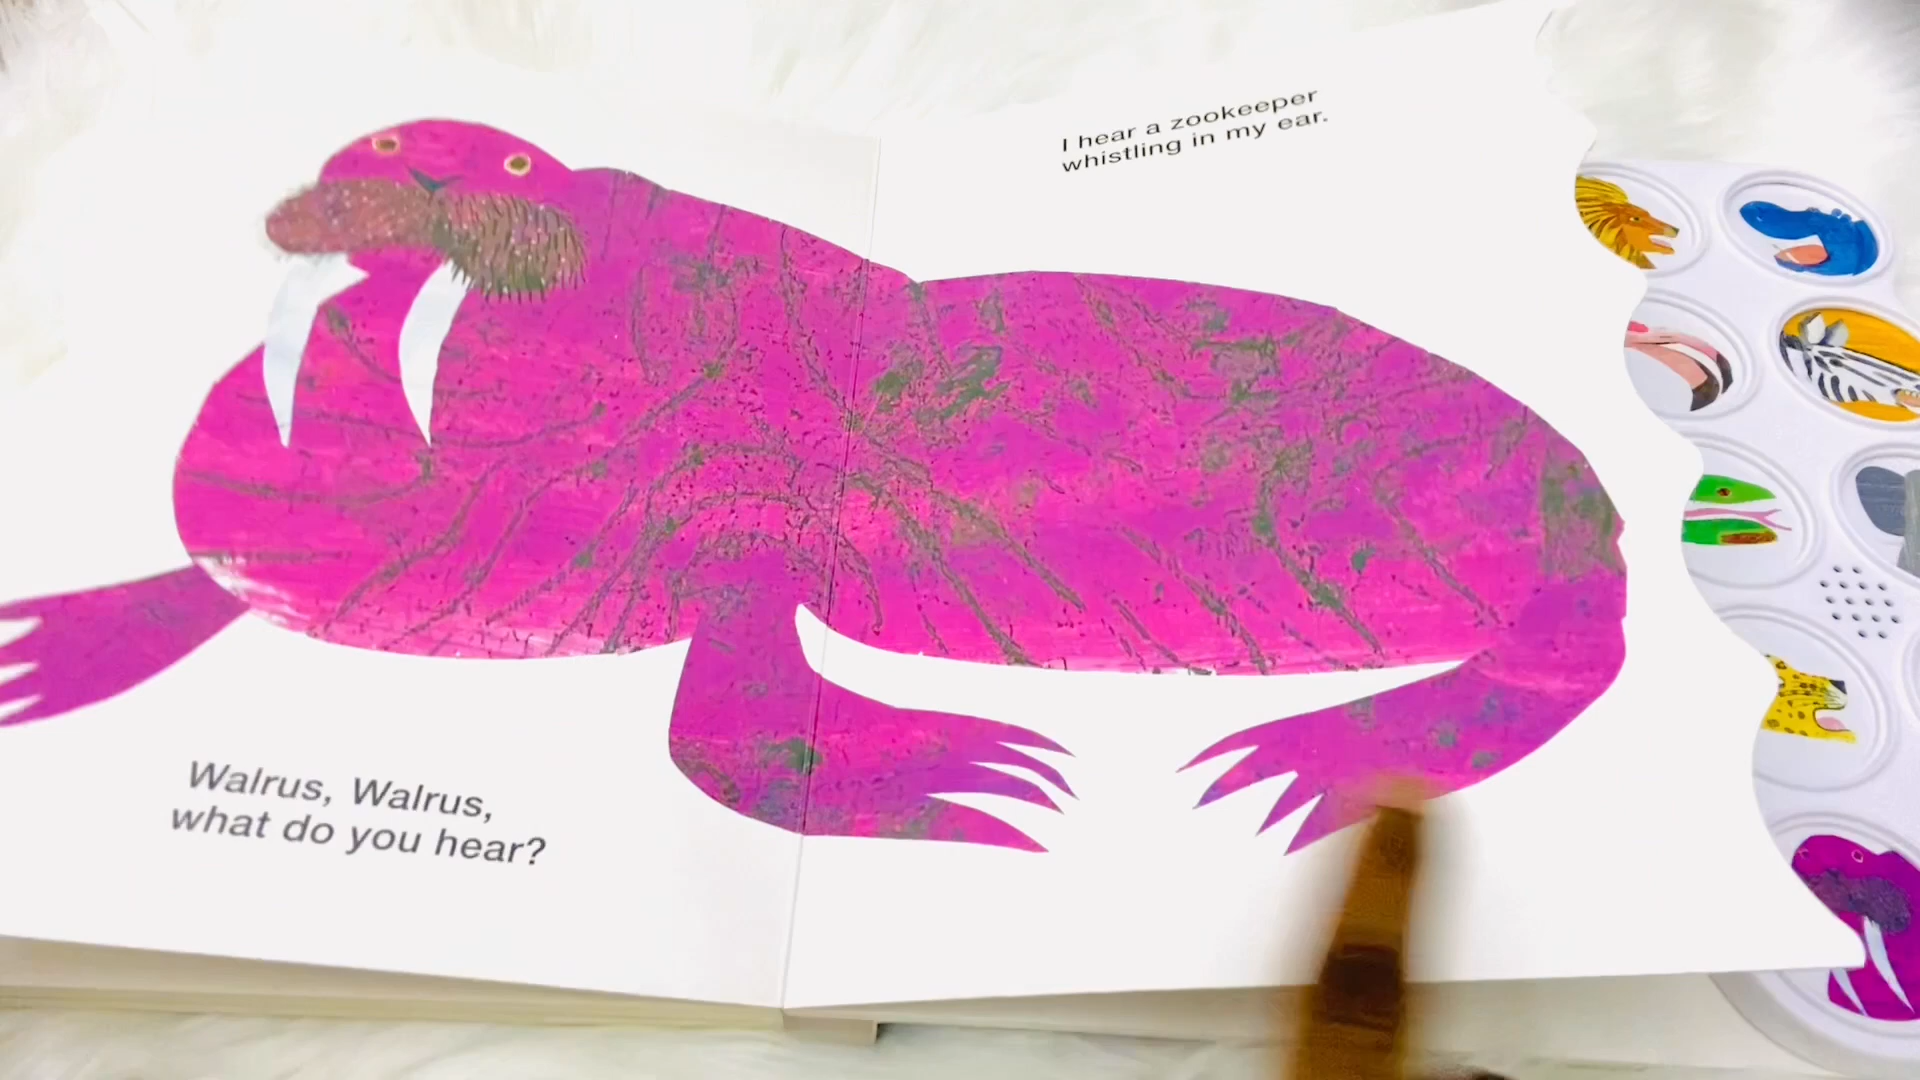 Walrus, Walrus,
what do you hear?
I hear a zookeeper
whistling in my ear.